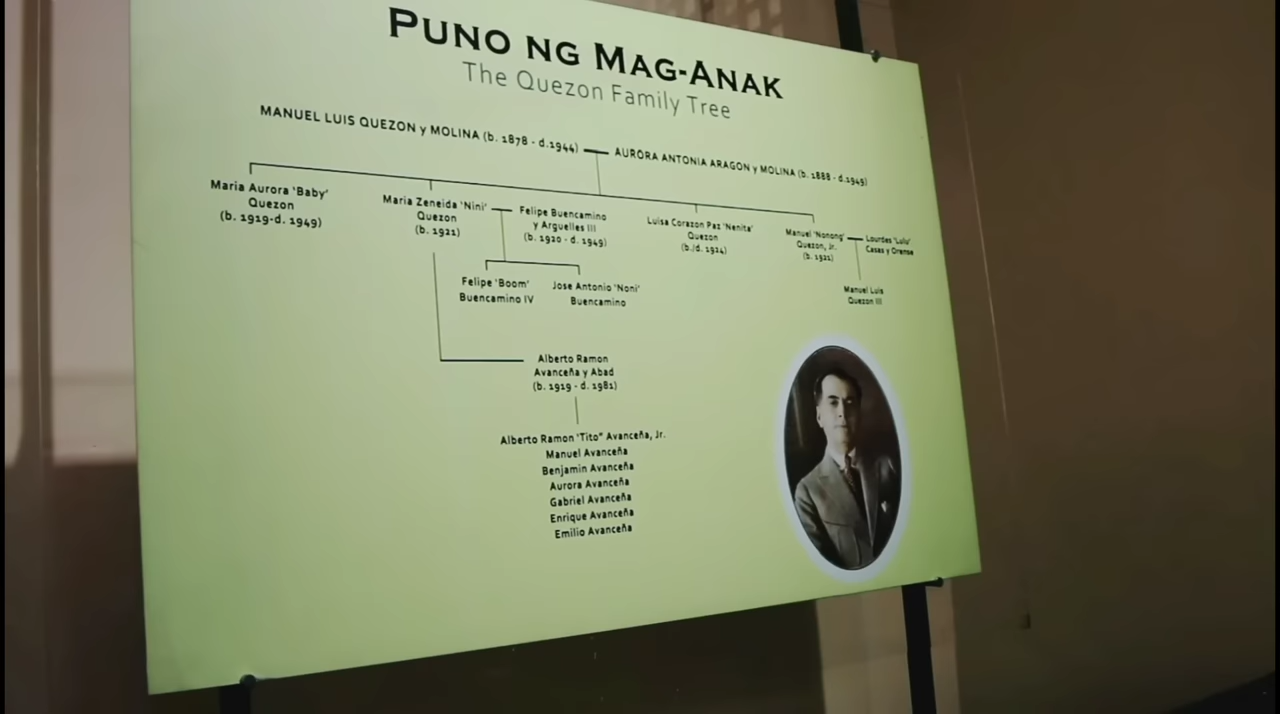 PUNO NG MAG-ANAK
The Quezon Family Tree
MANUEL LUIS QUEZON y MOLINA (b. 1878 - d.1944)
AURORA ANTONIA ARAGON y MOLINA (b. 1888 - d.1949)
Maria Aurora 'Baby'
Quezon
(b. 1919-d. 1949)
Maria Zeneida 'Nini'
Quezon
(b. 1921)
Felipe Buencamino
y Arguelles III
(b. 1920 - d. 1949)
Luisa Corazon Paz 'Nenita'
Quezon
(b./d. 1924)
Manuel 'Nonong'
Quezon, Jr.
(b. 1921)
Lourdes 'Lulu'
Casas y Orense
Felipe 'Boom'
Buencamino IV
Jose Antonio 'Noni'
Buencamino
Manuel Luis
Quezon III
Alberto Ramon
Avanceña y Abad
(b. 1919 - d. 1981)
Alberto Ramon 'Tito" Avanceña, Jr.
Manuel Avanceña
Benjamin Avanceña
Aurora Avanceña
Gabriel Avanceña
Enrique Avanceña
Emilio Avanceña